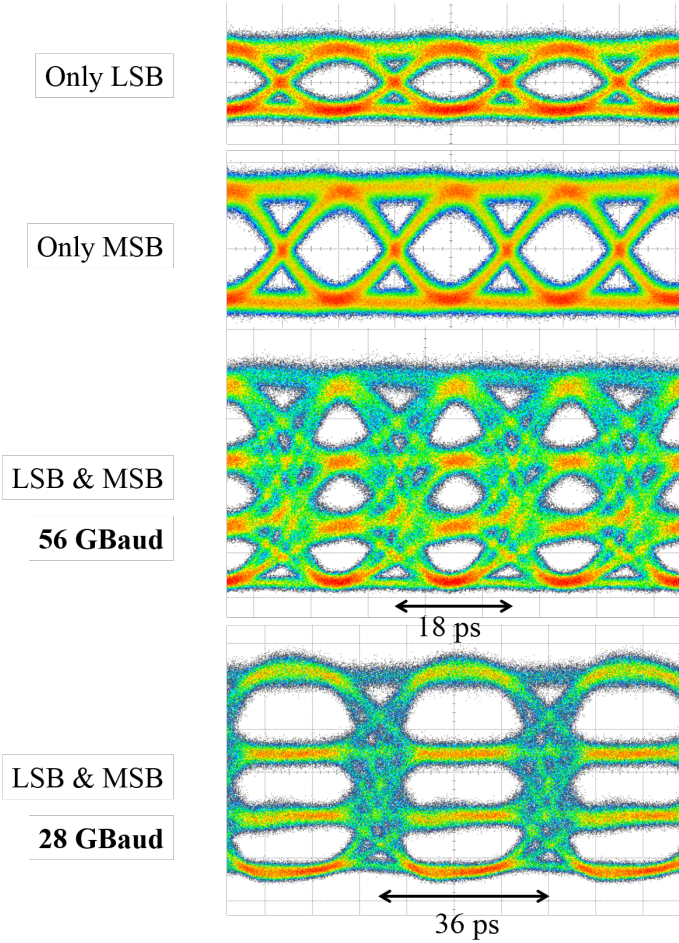 Only LSB
Only MSB
LSB & MSB
56 GBaud
18 ps
LSB & MSB
28 GBaud
36 ps